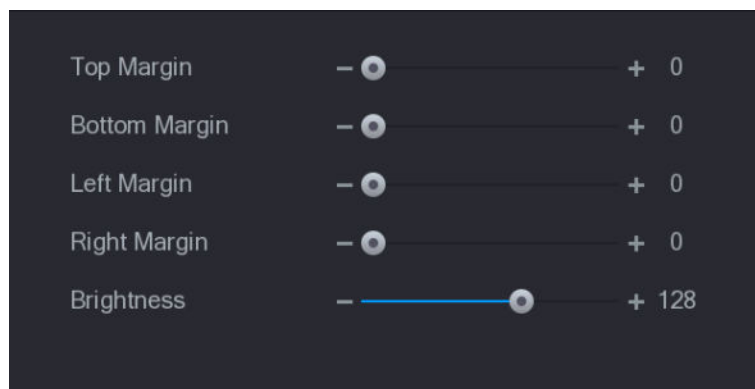 Top Margin − + 0
Bottom Margin − + 0
Left Margin − + 0
Right Margin − + 0
Brightness − + 128